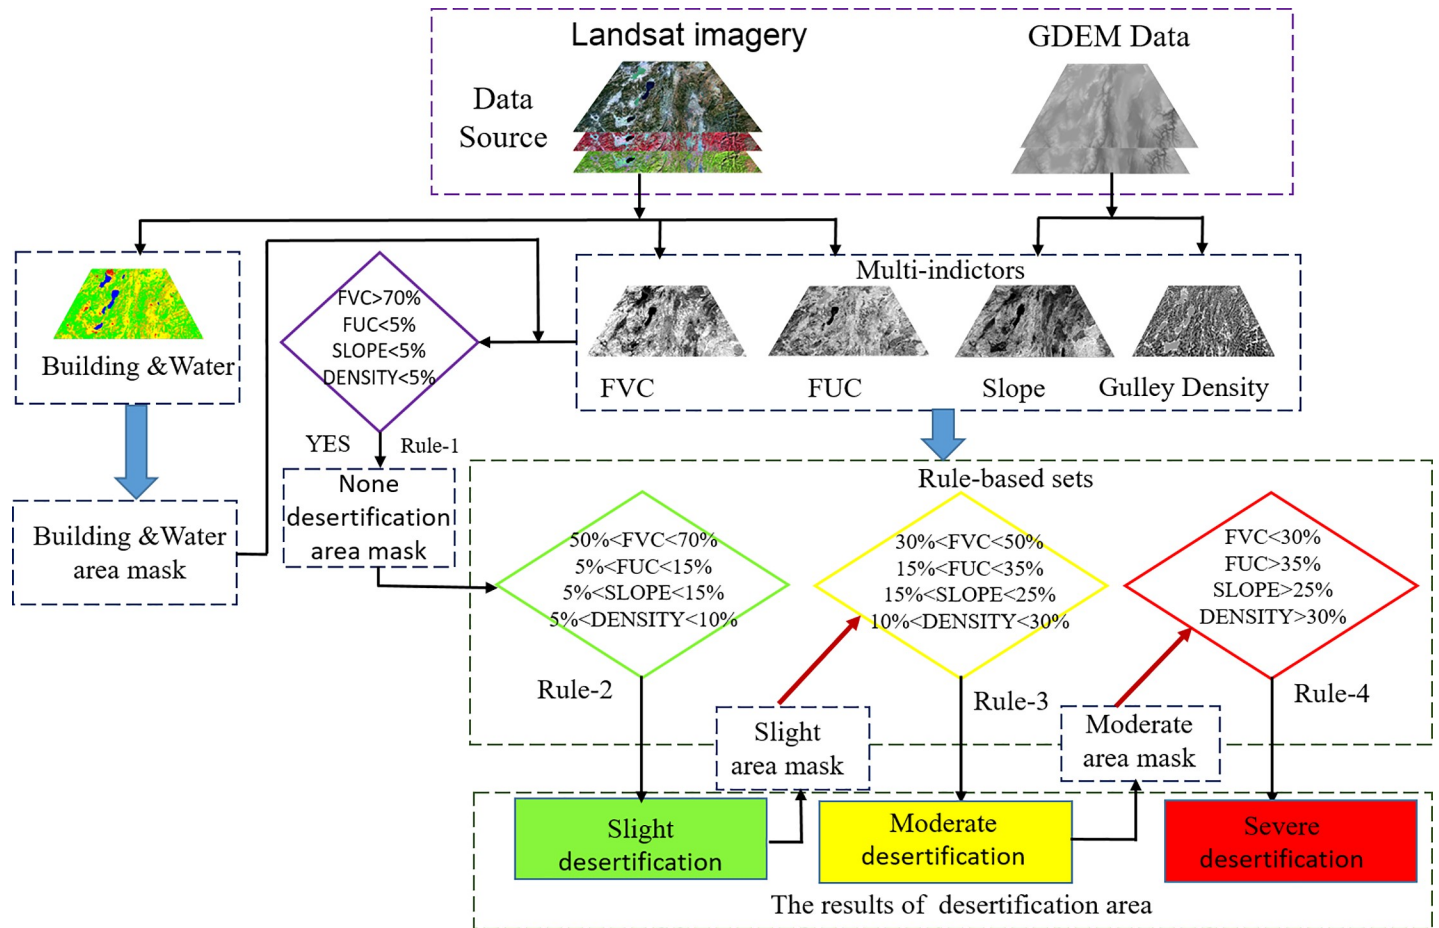 Landsat imagery
GDEM Data
Data
Source
Building &Water
Building &Water
area mask
FVC>70%
FUC<5%
SLOPE<5%
DENSITY<5%
YES
Rule-1
None
desertification
area mask
Multi-indictors
FVC
FUC
Slope
Gulley Density
Rule-based sets
50%<FVC<70%
5%<FUC<15%
5%<SLOPE<15%
5%<DENSITY<10%
30%<FVC<50%
15%<FUC<35%
15%<SLOPE<25%
10%<DENSITY<30%
FVC<30%
FUC>35%
SLOPE>25%
DENSITY>30%
Rule-2
Rule-3
Rule-4
Slight
area mask
Moderate
area mask
Slight
desertification
Moderate
desertification
Severe
desertification
The results of desertification area